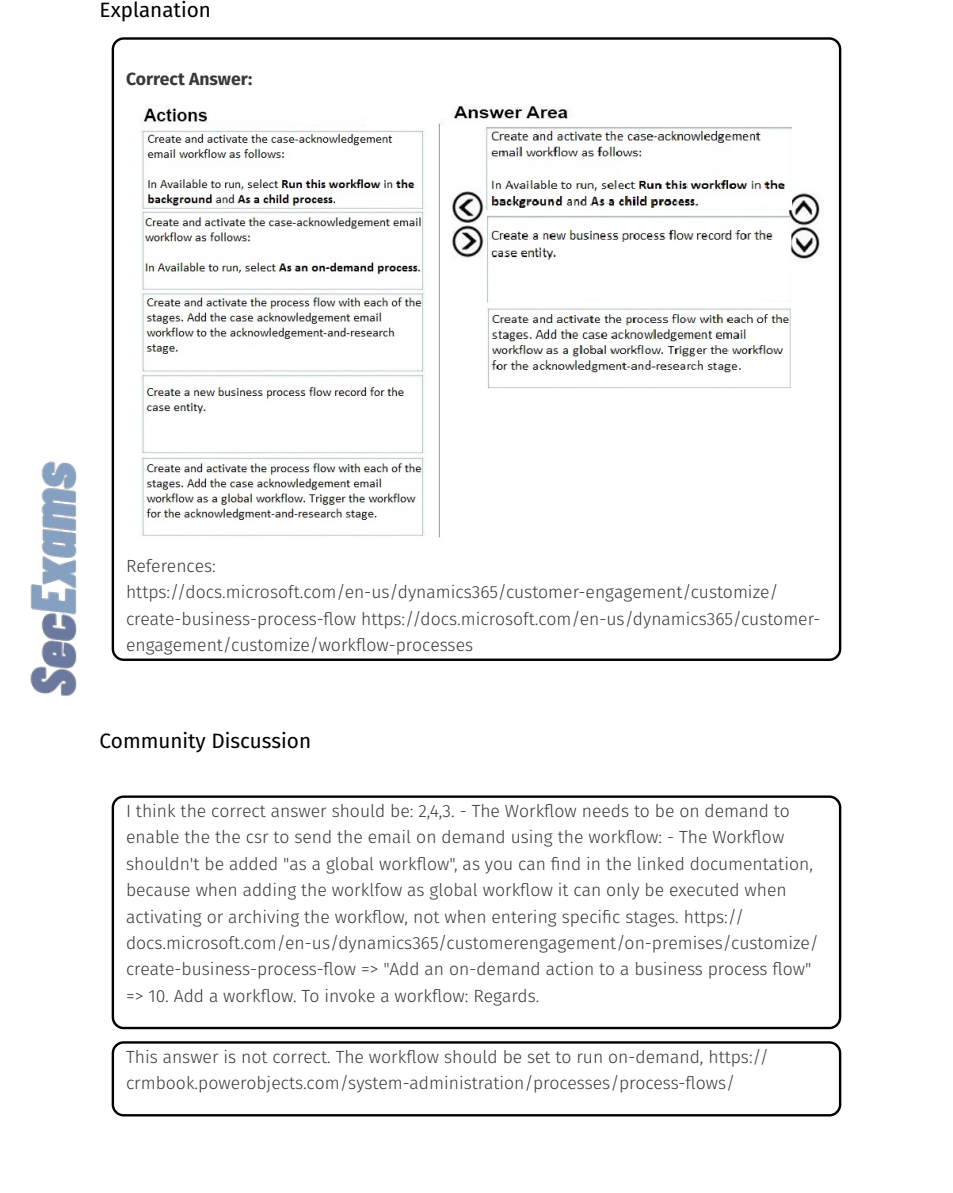 Explanation
Correct Answer:
Actions
Create and activate the case-acknowledgement
email workflow as follows:
In Available to run, select Run this workflow in the
background and As a child process.
Create and activate the case-acknowledgement email
workflow as follows:
In Available to run, select As an on-demand process.
Create and activate the process flow with each of the
stages. Add the case acknowledgement email
workflow to the acknowledgement-and-research
stage.
Create a new business process flow record for the
case entity.
Create and activate the process flow with each of the
stages. Add the case acknowledgement email
workflow as a global workflow. Trigger the workflow
for the acknowledgment-and-research stage.
Answer Area
Create and activate the case-acknowledgement
email workflow as follows:
In Available to run, select Run this workflow in the
background and As a child process.
Create a new business process flow record for the
case entity.
Create and activate the process flow with each of the
stages. Add the case acknowledgement email
workflow as a global workflow. Trigger the workflow
for the acknowledgment-and-research stage.
References:
https://docs.microsoft.com/en-us/dynamics365/customer-engagement/customize/
create-business-process-flow https://docs.microsoft.com/en-us/dynamics365/customer-
engagement/customize/workflow-processes
SecExams
Community Discussion
I think the correct answer should be: 2,4,3. - The Workflow needs to be on demand to
enable the the csr to send the email on demand using the workflow: - The Workflow
shouldn't be added "as a global workflow", as you can find in the linked documentation,
because when adding the worklfow as global workflow it can only be executed when
activating or archiving the workflow, not when entering specific stages. https://
docs.microsoft.com/en-us/dynamics365/customerengagement/on-premises/customize/
create-business-process-flow => "Add an on-demand action to a business process flow"
=> 10. Add a workflow. To invoke a workflow: Regards.
This answer is not correct. The workflow should be set to run on-demand, https://
crmbook.powerobjects.com/system-administration/processes/process-flows/